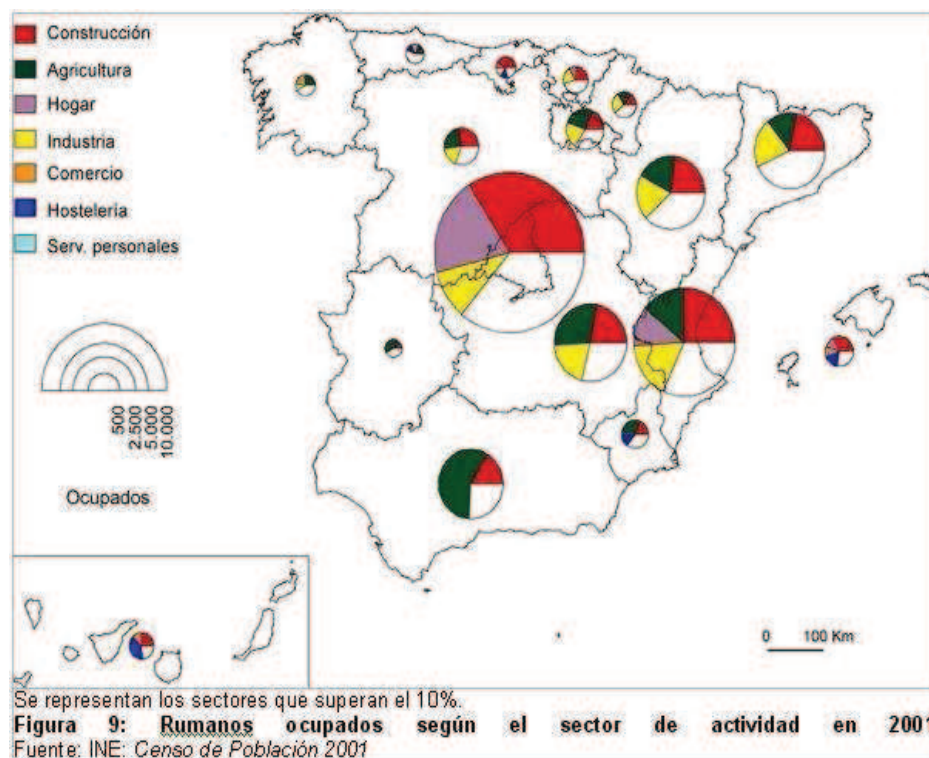 Construcción
Agricultura
Hogar
Industria
Comercio
Hostelería
Serv. personales
500
2.500
5.000
10.000
Ocupados
0 100 Km
Se representan los sectores que superan el 10%.
Figura 9: Rumanos ocupados según el sector de actividad en 2001
Fuente: INE: Censo de Población 2001